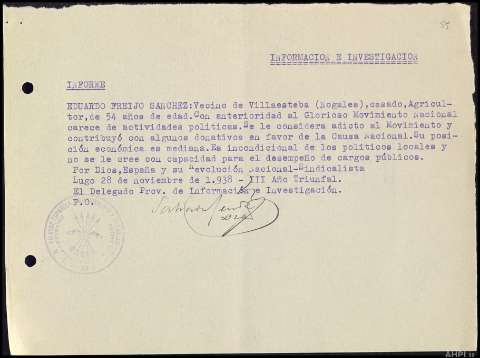 INFORMACION E INVESTIGACION
INFORME
EDUARDO FREIJO SANCHEZ:Vecino de Villaesteba (Nogales),casado,Agricul-
tor,de 54 años de edad.Con anterioridad al Glorioso Movimiento Nacional
carece de actividades políticas.Se le considera adicto al Movimiento y
contribuyó con algunos donativos en favor de la Causa Nacional.Su posi-
ción económica es mediana.Es incondicional de los políticos locales y
no se le cree con capacidad para el desempeño de cargos públicos.
Por Dios,España y su Revolución Nacional-Sindicalista
Lugo 28 de noviembre de 1.938 - III Año Triunfal.
El Delegado Prov. de Información e Investigación.
P.O.